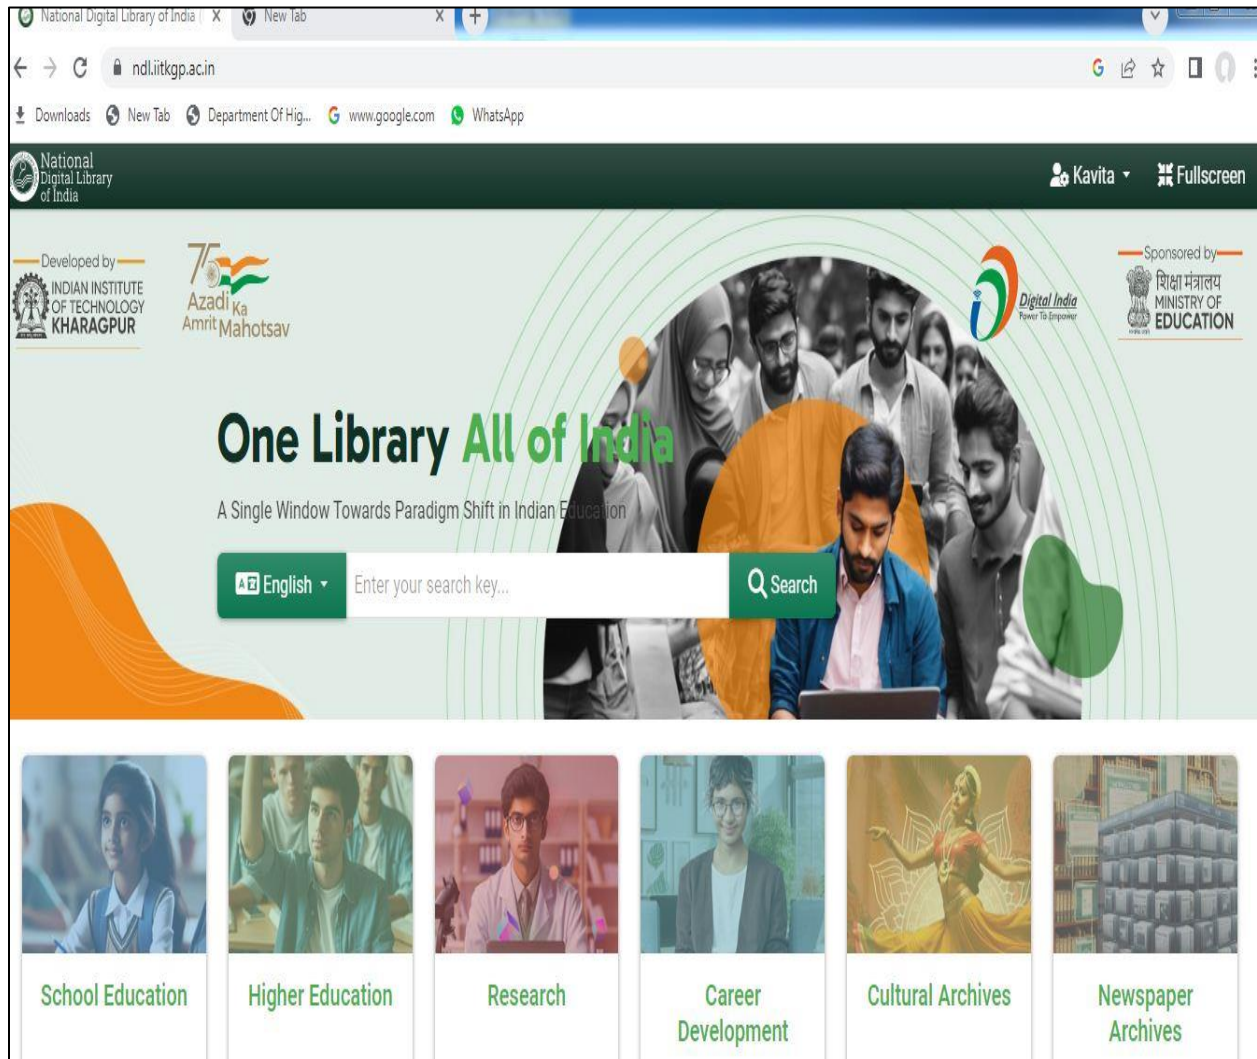 National Digital Library of India
New Tab
ndl.iitkgp.ac.in
Downloads New Tab Department Of Hig... www.google.com WhatsApp
National
Digital Library
of India
Kavita Fullscreen
Developed by
INDIAN INSTITUTE
OF TECHNOLOGY
KHARAGPUR
75
Azadi Ka
Amrit Mahotsav
Digital India
Power To Empower
Sponsored by
शिक्षा मंत्रालय
MINISTRY OF
EDUCATION
One Library All of India
A Single Window Towards Paradigm Shift in Indian Education
English Enter your search key... Search
School Education
Higher Education
Research
Career
Development
Cultural Archives
Newspaper
Archives